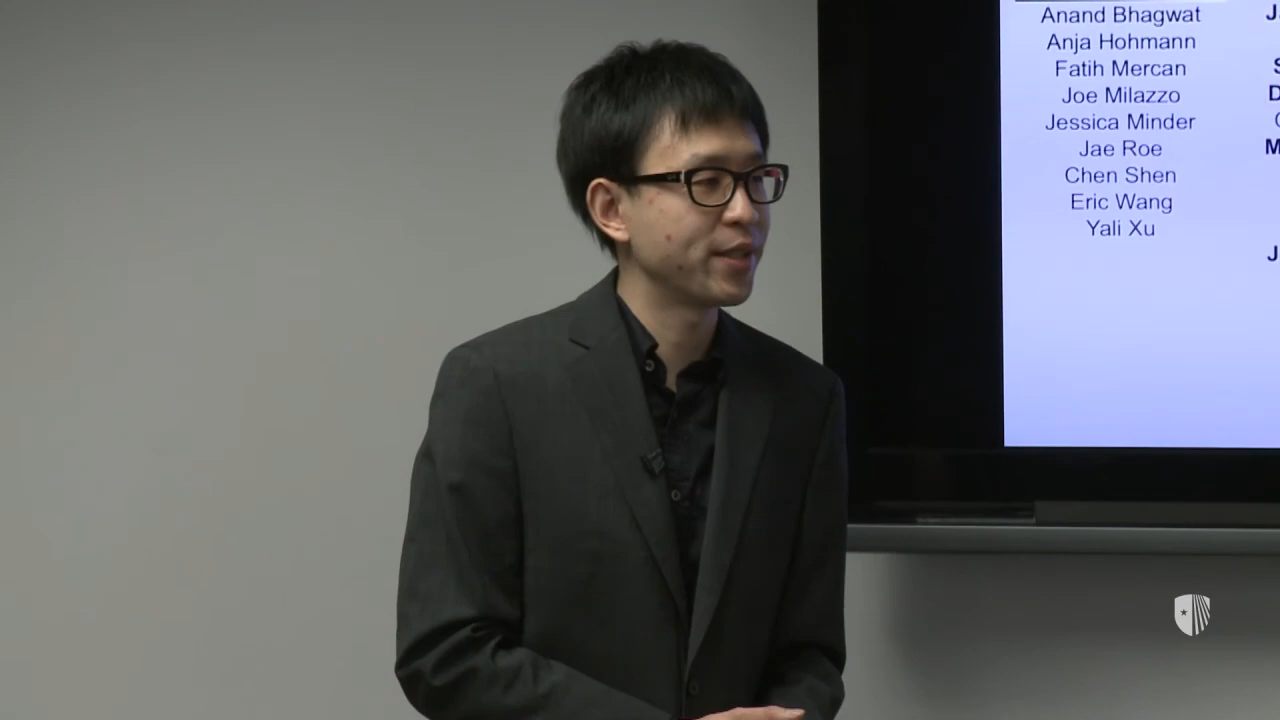 Anand Bhagwat
Anja Hohmann
Fatih Mercan
Joe Milazzo
Jessica Minder
Jae Roe
Chen Shen
Eric Wang
Yali Xu